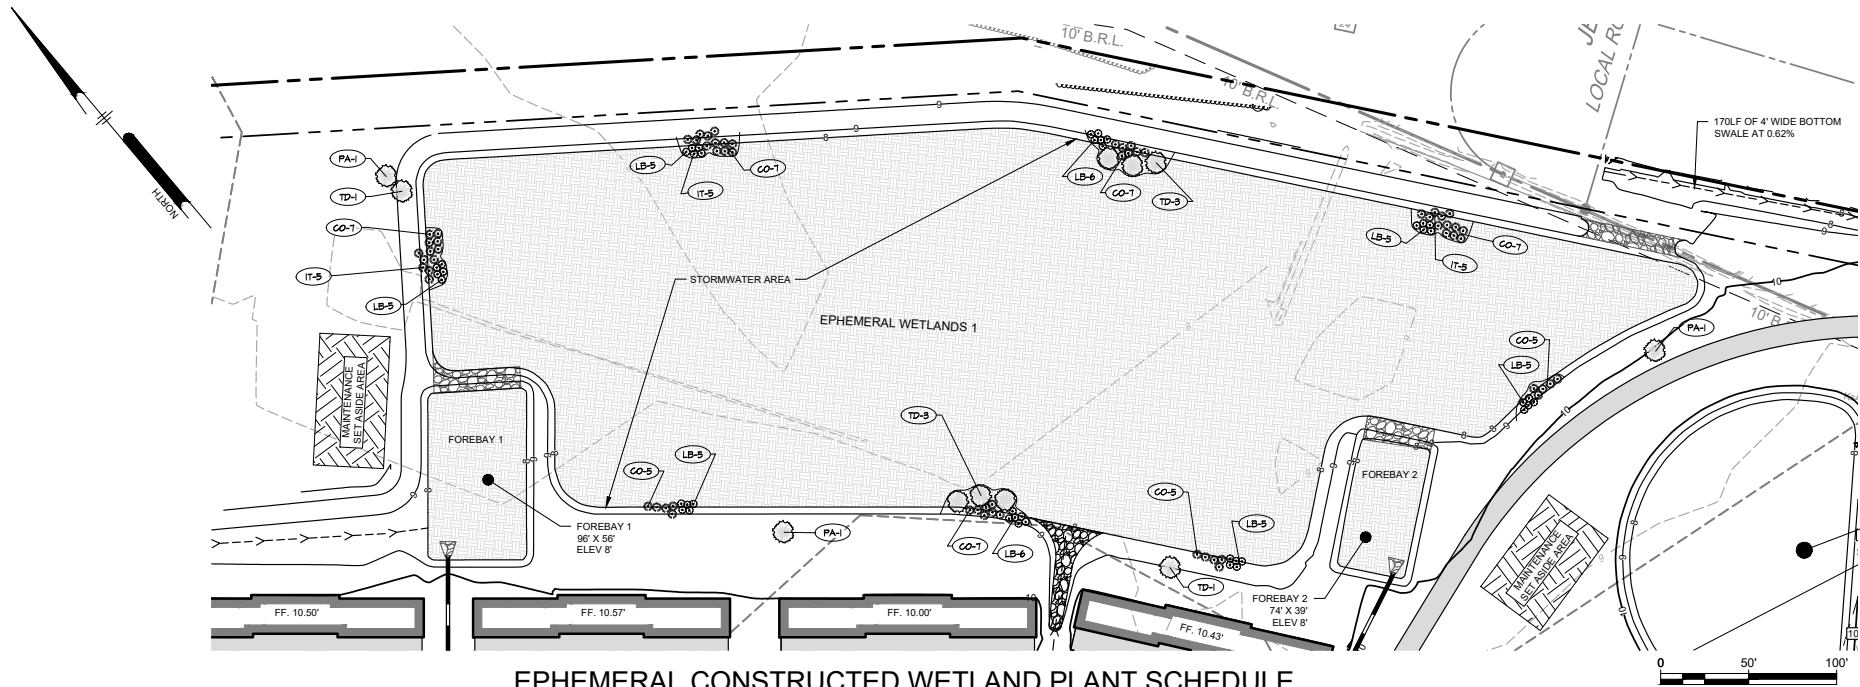 10' B.R.L.
10' B.R.L.
LOCAL
170LF OF 4' WIDE BOTTOM
SWALE AT 0.62%
NORTH
PA-1
TD-1
CO-7
IT-5
LB-5
LB-5
IT-5
CO-7
LB-6
CO-7
TD-3
LB-5
IT-5
CO-7
9
8
9
STORMWATER AREA
EPHEMERAL WETLANDS 1
10
10' B.
PA-1
CO-5
LB-5
10
MAINTENANCE
SET ASIDE AREA
FOREBAY 1
TD-3
CO-5
LB-5
FOREBAY 1
96' X 56'
ELEV 8'
PA-1
CO-7
LB-6
CO-5
LB-5
TD-1
FOREBAY 2
FOREBAY 2
74' X 39'
ELEV 8'
MAINTENANCE
SET ASIDE AREA
FF. 10.50'
FF. 10.57'
FF. 10.00'
FF. 10.43'
EPHEMERAL CONSTRUCTED WETLAND PLANT SCHEDULE
0 50' 100'